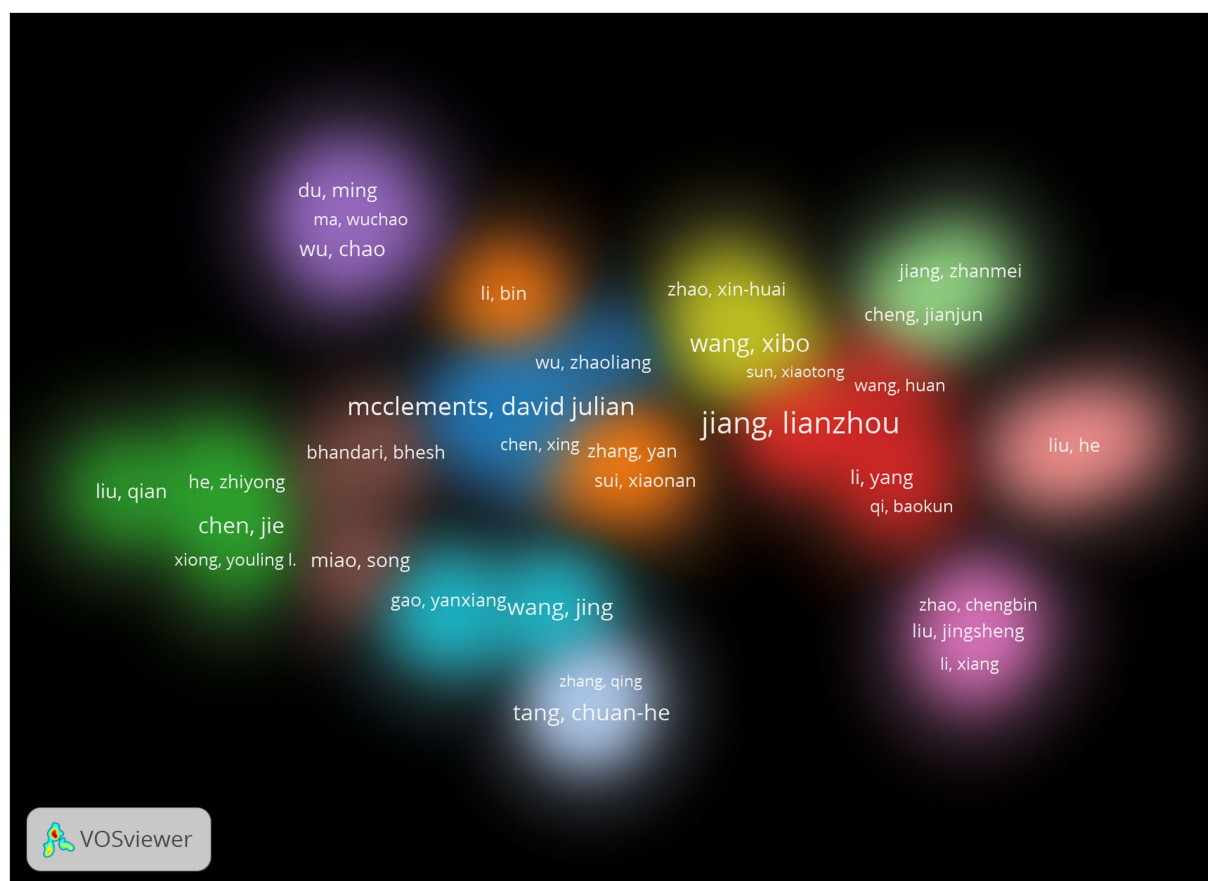 du, ming
ma, wuchao
wu, chao
jiang, zhanmei
li, bin
zhao, xin-huai
cheng, jianjun
wang, xibo
wu, zhaoliang
sun, xiaotong
wang, huan
mcclements, david julian
jiang, lianzhou
chen, xing
liu, he
bhandari, bhesh
zhang, yan
li, yang
he, zhiyong
sui, xiaonan
liu, qian
qi, baokun
chen, jie
xiong, youling l.
miao, song
gao, yanxiang
wang, jing
zhao, chengbin
liu, jingsheng
li, xiang
zhang, qing
tang, chuan-he
VOSviewer